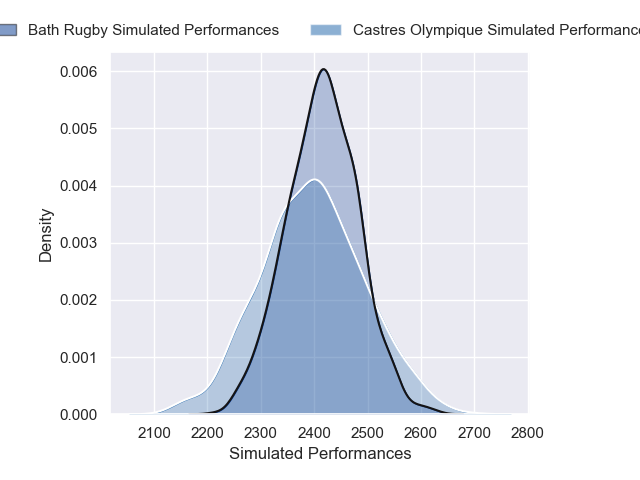 Bath Rugby Simulated Performances Castres Olympique Simulated Performance
0.006
0.005
0.004
0.003
0.002
0.001
0.000
Density
2100 2200 2300 2400 2500 2600 2700 2800
Simulated Performances